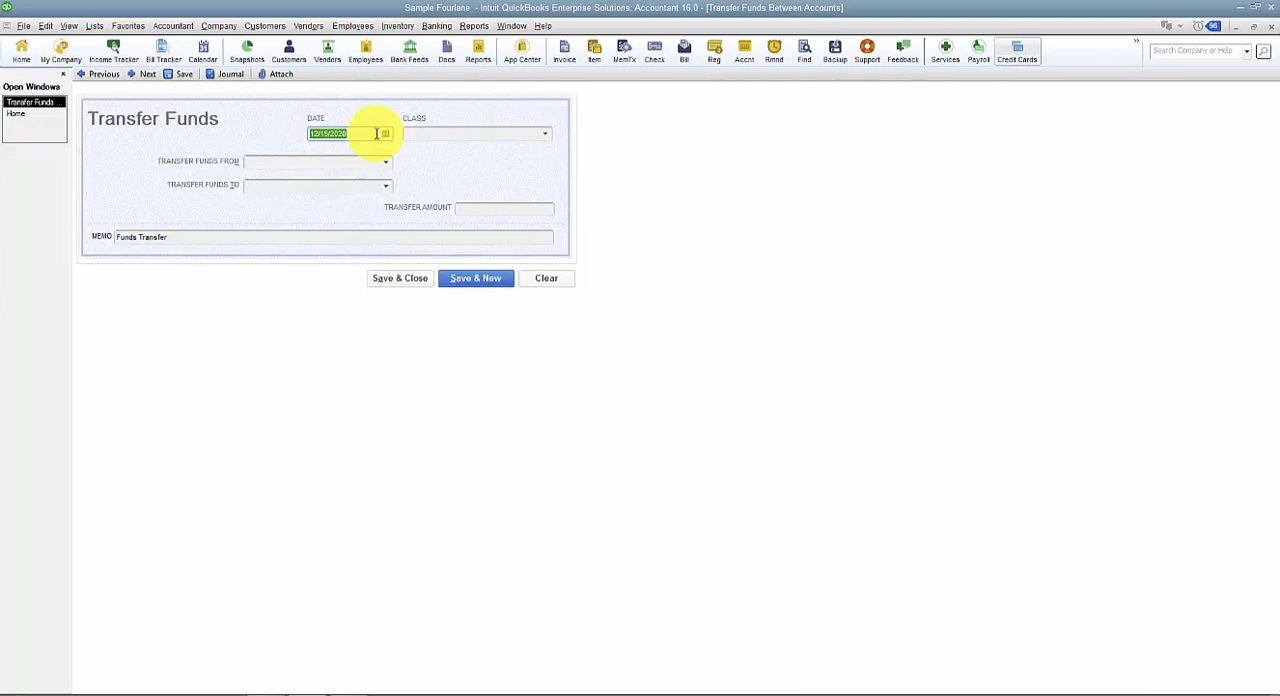 Sample Fourlane - Intuit QuickBooks Enterprise Solutions: Accountant 16.0 - [Transfer Funds Between Accounts]
File Edit View Lists Favorites Accountant Company Customers Vendors Employees Inventory Banking Reports Window Help 96
Home My Company Income Tracker Bill Tracker Calendar Snapshots Customers Vendors Employees Bank Feeds Docs Reports App Center Invoice Item MemTx Check Bill Reg Accnt Rmnd Find Backup Support Feedback Services Payroll Credit Cards » Search Company or Help
Previous Next Save Journal Attach
Open Windows
Transfer Funds ...
Home
Transfer Funds
DATE CLASS
12/15/2020
TRANSFER FUNDS FROM
TRANSFER FUNDS TO
TRANSFER AMOUNT
MEMO Funds Transfer
Save & Close Save & New Clear